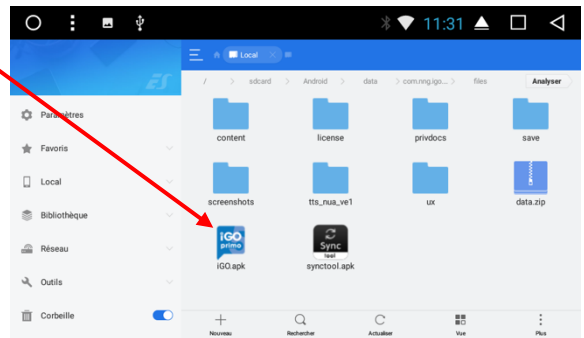 11:31
Local
/ > sdcard > Android > data > com.nng.igo... > files Analyser
ES
Paramètres
Favoris
Local
Bibliothèque
Réseau
Outils
Corbeille
content license privdocs save
screenshots tts_nua_ve1 ux data.zip
iGO
primo
Sync
tool
iGO.apk synctool.apk
Nouveau Rechercher Actualiser Vue Plus